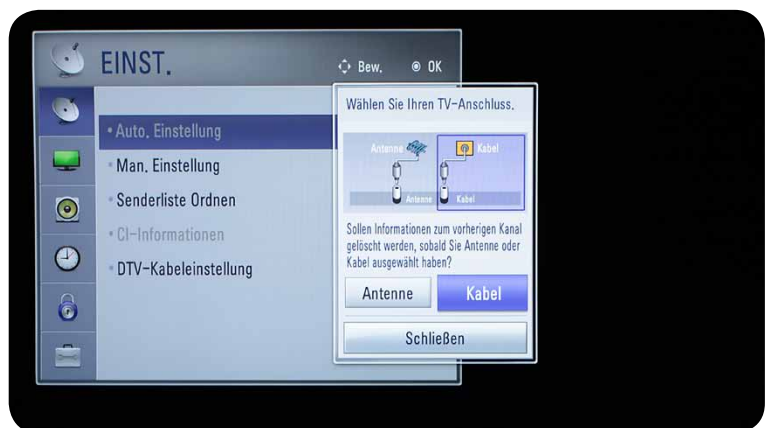 EINST.
Bew. OK
Auto. Einstellung
Man. Einstellung
Senderliste Ordnen
CI-Informationen
DTV-Kabeleinstellung
Wählen Sie Ihren TV-Anschluss.
Antenne Kabel
Antenne Kabel
Sollen Informationen zum vorherigen Kanal
gelöscht werden, sobald Sie Antenne oder
Kabel ausgewählt haben?
Antenne Kabel
Schließen